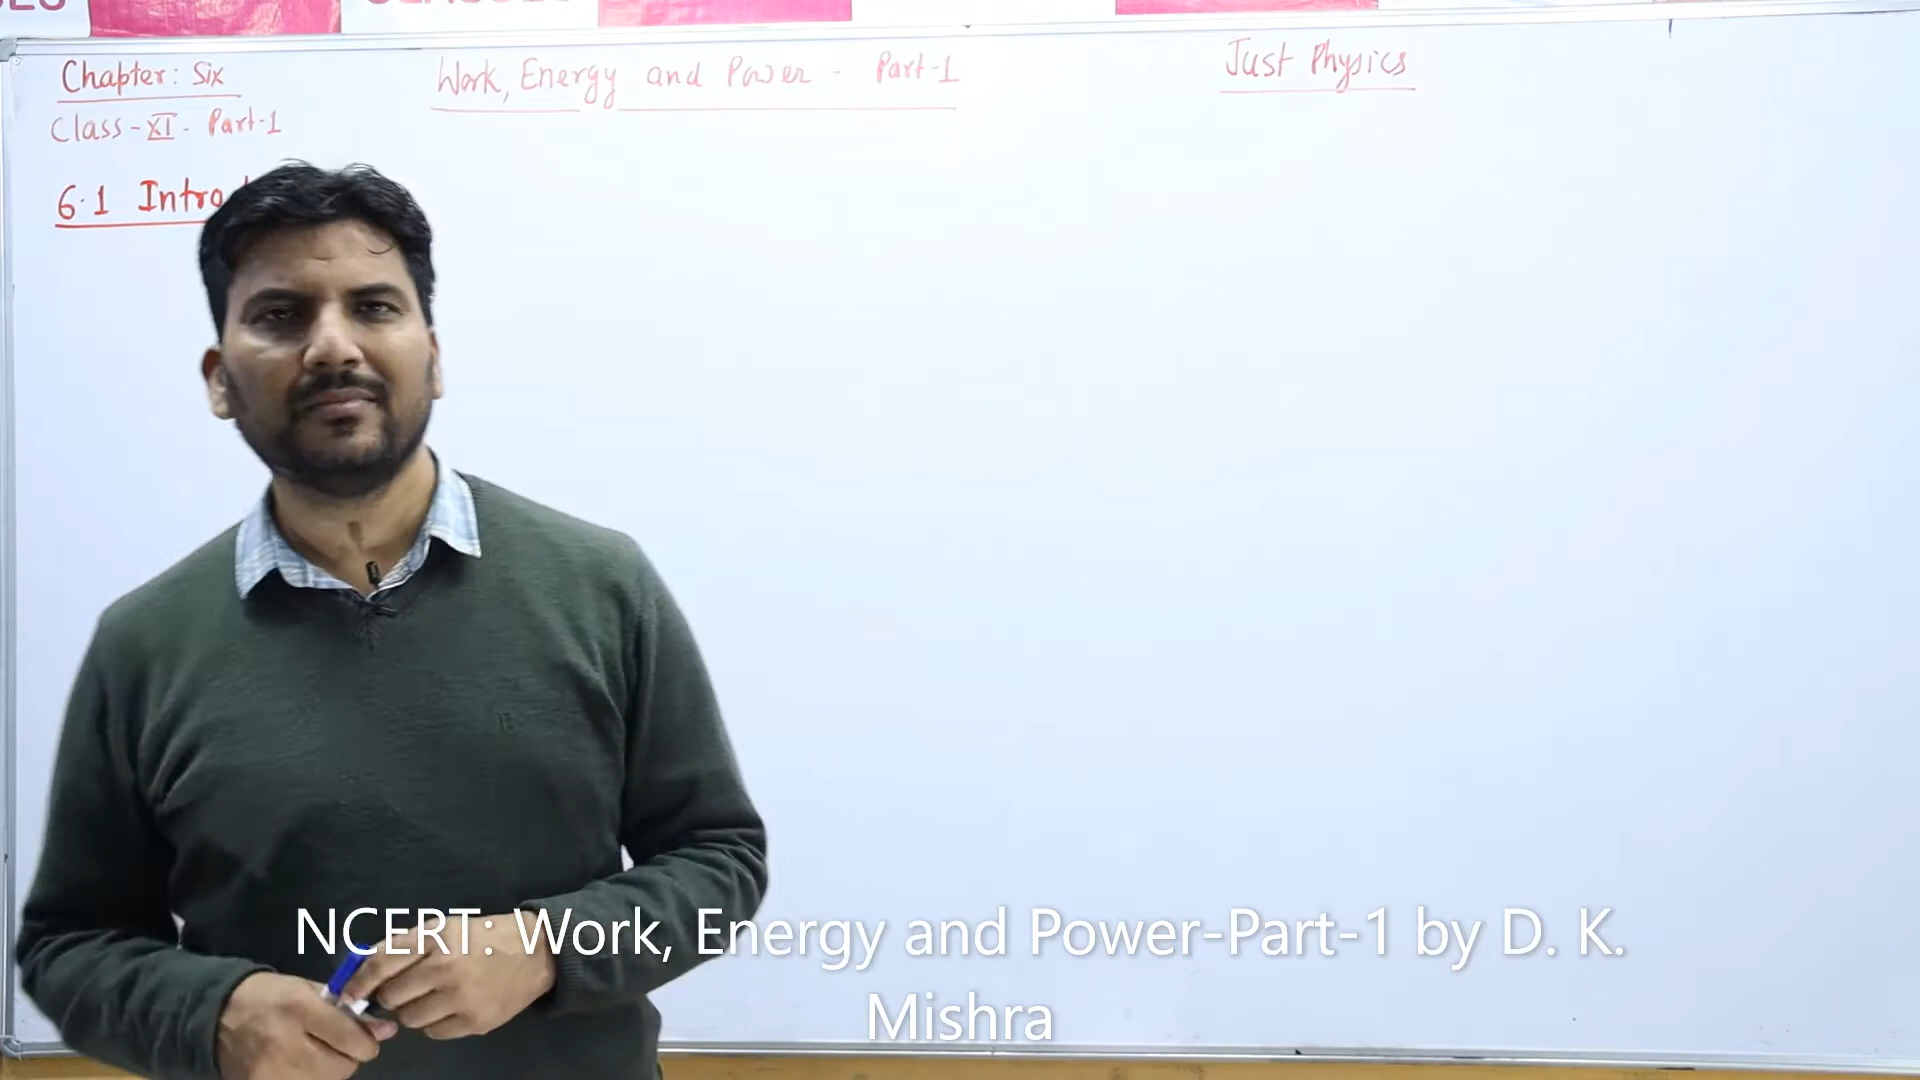 Chapter: Six
Work, Energy and Power - Part-1
Just Physics
Class-XI- Part-1
6.1 Intro
NCERT: Work, Energy and Power-Part-1 by D. K.
Mishra